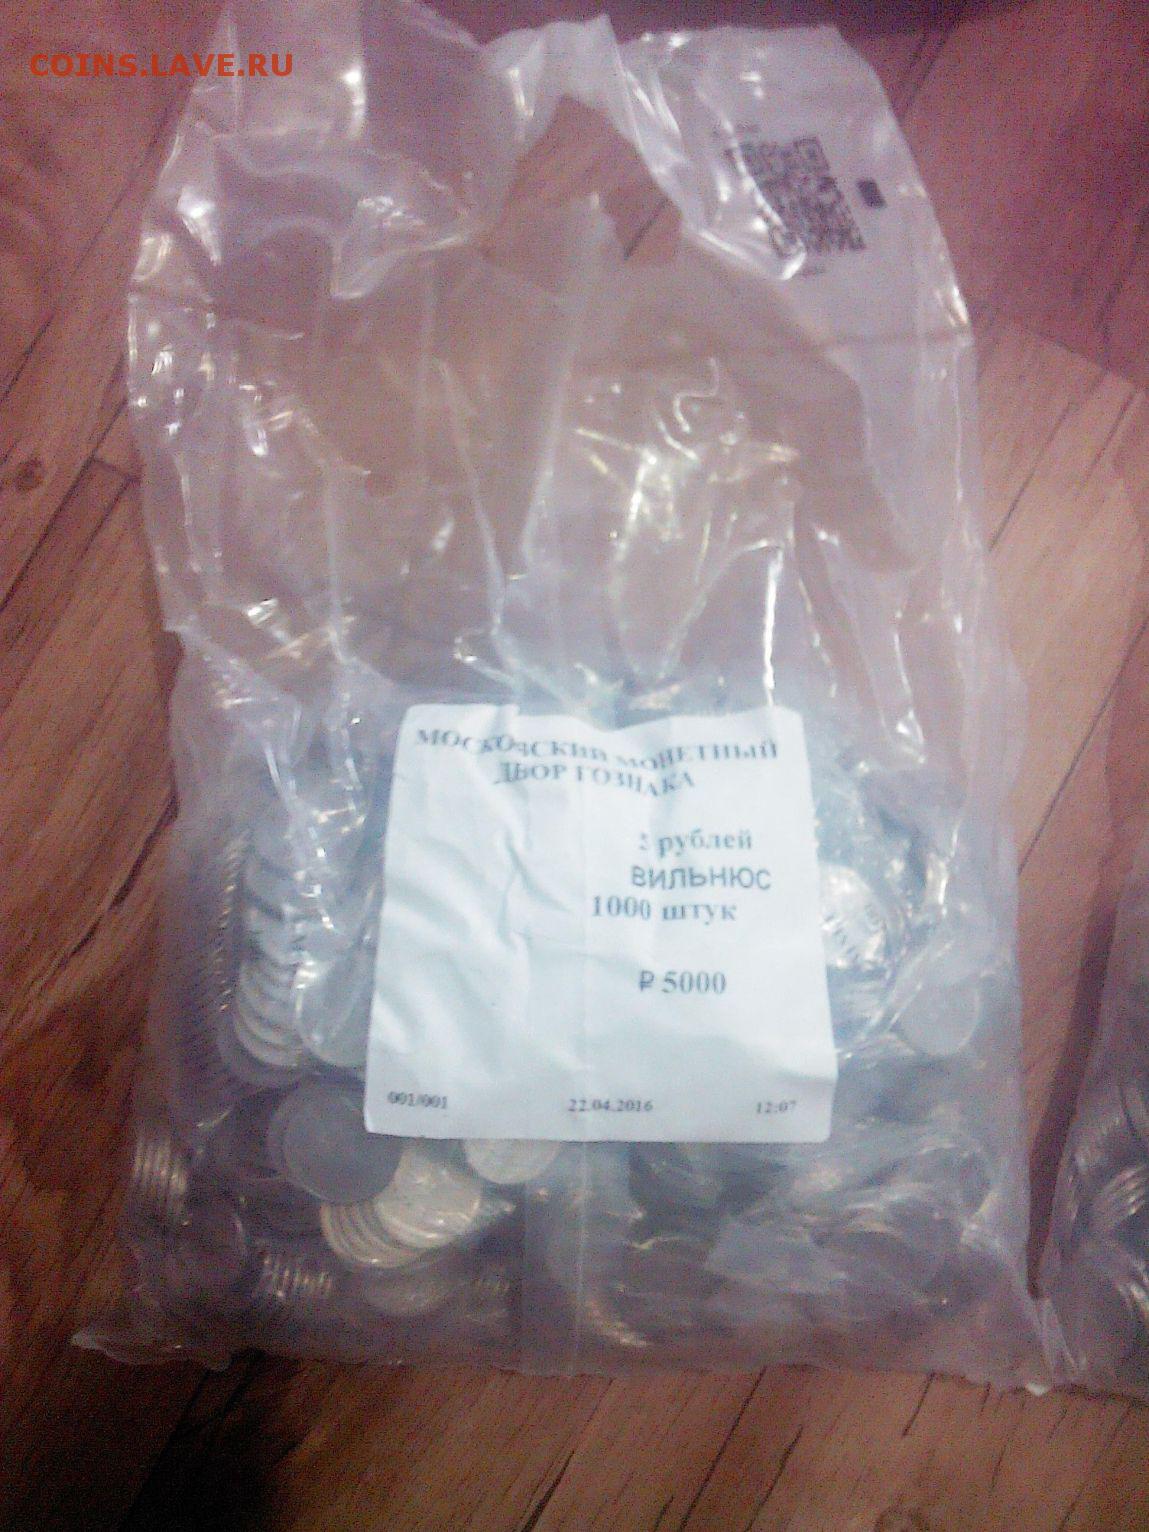 COINS.LAVE.RU
МОСКОВСКИЙ МОНЕТНЫЙ
ДВОР ГОЗНАКА
5 рублей
ВИЛЬНЮС
1000 штук
₽ 5000
001/001 22.04.2016 12:07